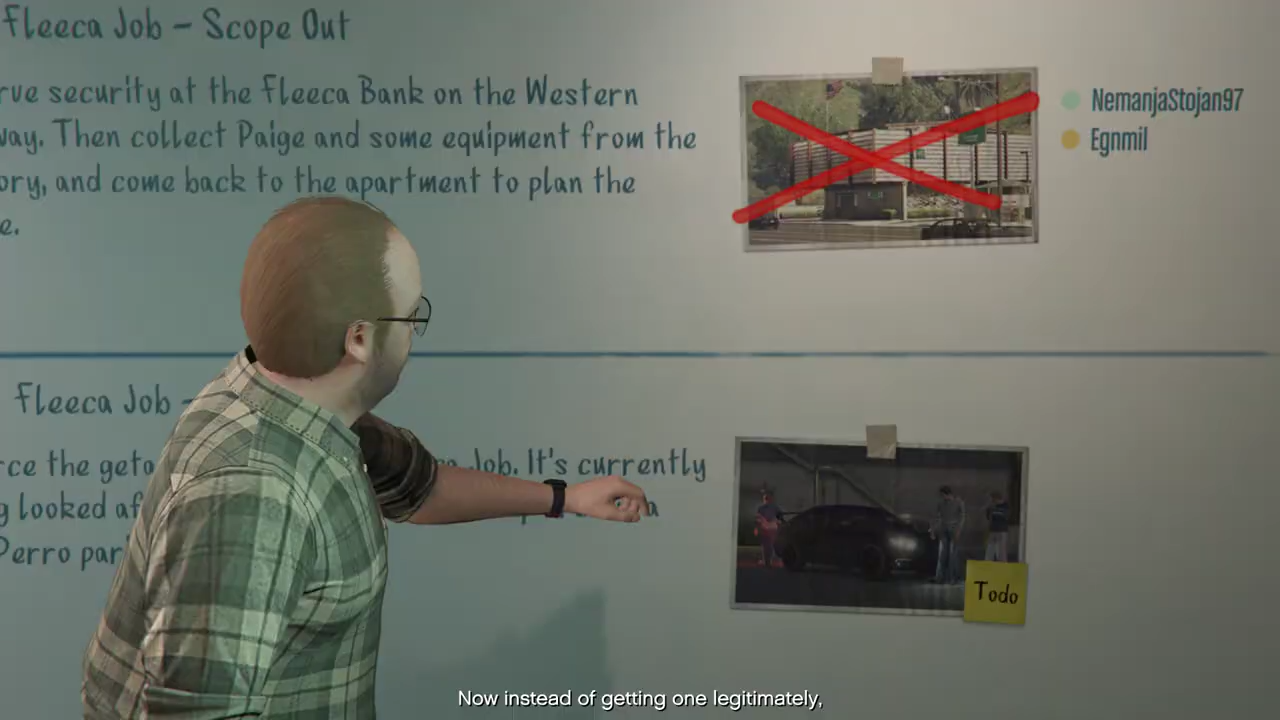 Fleeca Job - Scope Out
rve security at the Fleeca Bank on the Western
way. Then collect Paige and some equipment from the
ory, and come back to the apartment to plan the
e.
NemanjaStojan97
Egnmil
Fleeca Job -
rce the geta Job. It's currently
g looked af a
Perro par
Todo
Now instead of getting one legitimately,